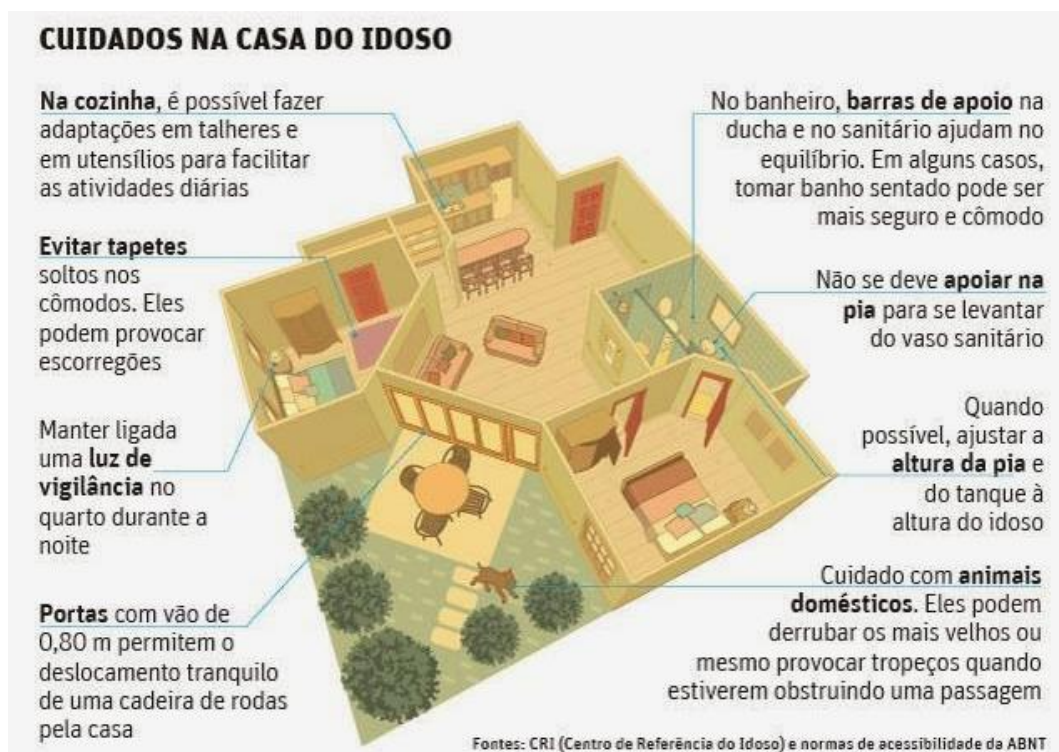 CUIDADOS NA CASA DO IDOSO
Na cozinha, é possível fazer
adaptações em talheres e
em utensílios para facilitar
as atividades diárias
Evitar tapetes
soltos nos
cômodos. Eles
podem provocar
escorregões
Manter ligada
uma luz de
vigilância no
quarto durante a
noite
Portas com vão de
0,80 m permitem o
deslocamento tranquilo
de uma cadeira de rodas
pela casa
No banheiro, barras de apoio na
ducha e no sanitário ajudam no
equilíbrio. Em alguns casos,
tomar banho sentado pode ser
mais seguro e cômodo
Não se deve apoiar na
pia para se levantar
do vaso sanitário
Quando
possível, ajustar a
altura da pia e
do tanque à
altura do idoso
Cuidado com animais
domésticos. Eles podem
derrubar os mais velhos ou
mesmo provocar tropeços quando
estiverem obstruindo uma passagem
Fontes: CRI (Centro de Referência do Idoso) e normas de acessibilidade da ABNT